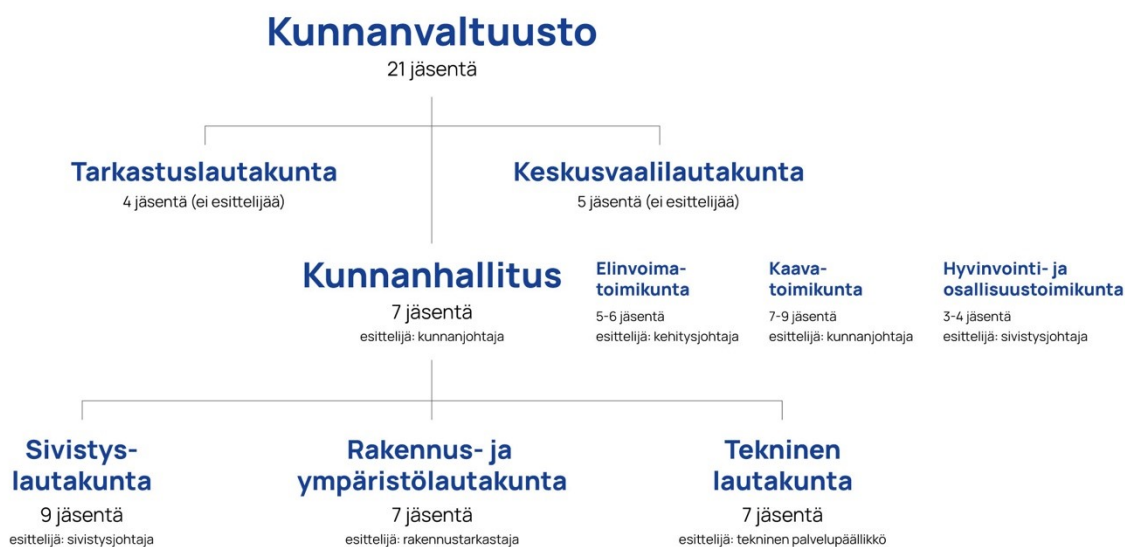 Kunnanvaltuusto
21 jäsentä
Tarkastuslautakunta
4 jäsentä (ei esittelijää)
Keskusvaalilautakunta
5 jäsentä (ei esittelijää)
Kunnanhallitus
7 jäsentä
esittelijä: kunnanjohtaja
Elinvoima-
toimikunta
5-6 jäsentä
esittelijä: kehitysjohtaja
Kaava-
toimikunta
7-9 jäsentä
esittelijä: kunnanjohtaja
Hyvinvointi- ja
osallisuustoimikunta
3-4 jäsentä
esittelijä: sivistysjohtaja
Sivistys-
lautakunta
9 jäsentä
esittelijä: sivistysjohtaja
Rakennus- ja
ympäristölautakunta
7 jäsentä
esittelijä: rakennustarkastaja
Tekninen
lautakunta
7 jäsentä
esittelijä: tekninen palvelupäällikkö